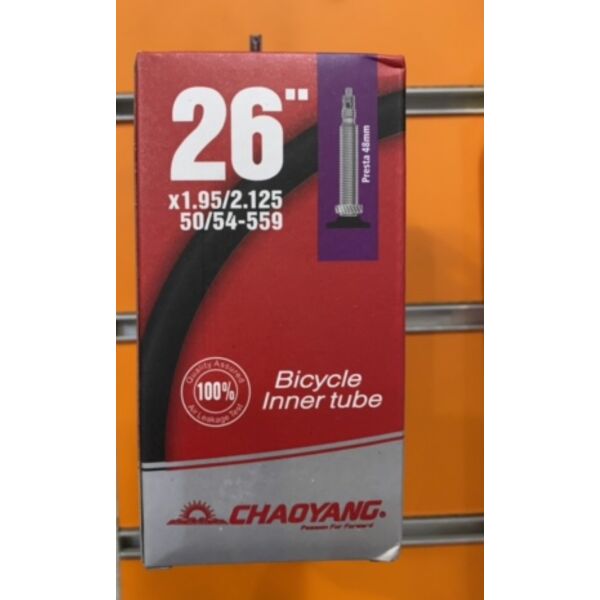 26"
x1.95/2.125
50/54-559
Presta 48mm
Quality Assured
100%
Air Leakage Test
Bicycle
Inner tube
CHAOYANG®
Passion For Forward